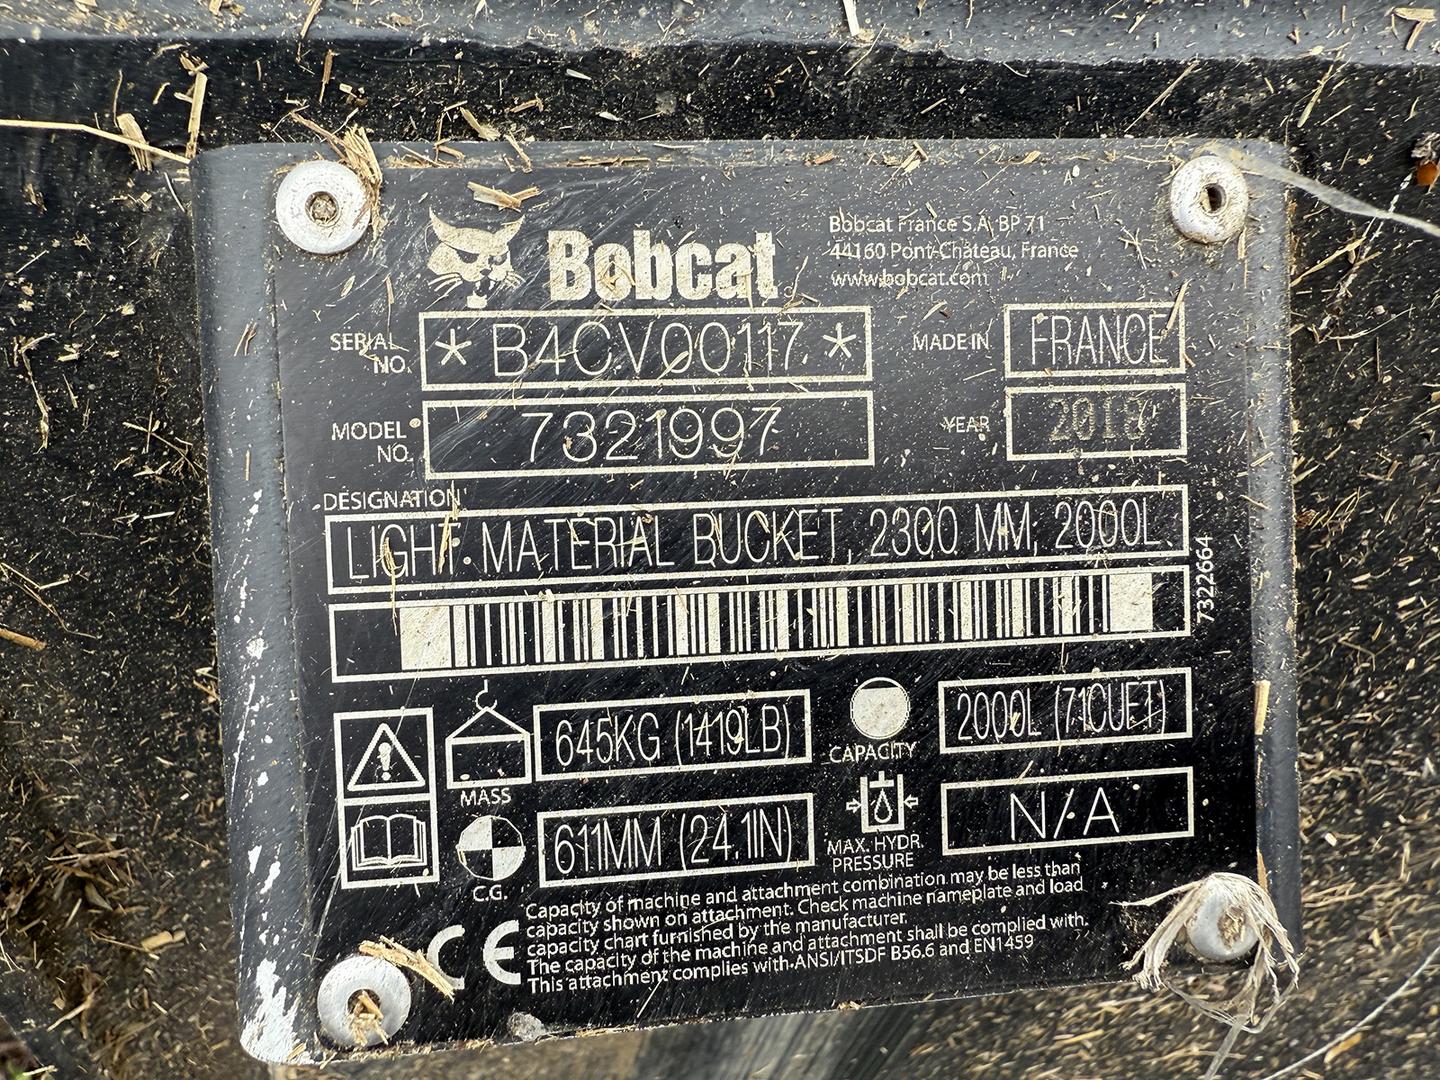 Bobcat
Bobcat France S.A. BP 71
44160 Pont-Château, France
www.bobcat.com
SERIAL NO. * B4CV00117 *
MADE IN FRANCE
MODEL NO. 7321997
YEAR 2018
DESIGNATION
LIGHT MATERIAL BUCKET, 2300 MM, 2000L
7322664
MASS 645KG (1419LB)
CAPACITY 2000L (71CUFT)
C.G. 611MM (24.1IN)
MAX. HYDR. PRESSURE N/A
CE
Capacity of machine and attachment combination may be less than
capacity shown on attachment. Check machine nameplate and load
capacity chart furnished by the manufacturer.
The capacity of the machine and attachment shall be complied with.
This attachment complies with ANSI/ITSDF B56.6 and EN1459